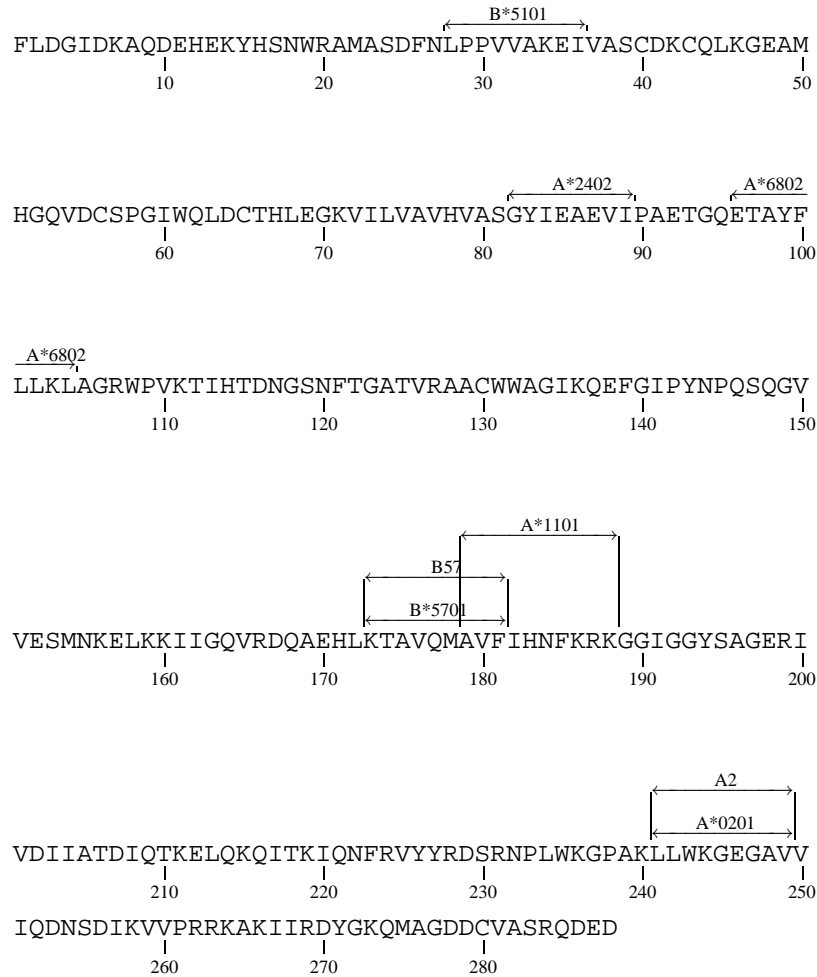 B*5101
FLDGIDKAQDEHEKYHSNWRAMASDFNLPPVVAKEIVASCDKCQLKGEAM
10 20 30 40 50
A*2402 A*6802
HGQVDCSPGIWQLDCTHLEGKVILVAVHVASGYIEAEVIPAETGQETAYF
60 70 80 90 100
A*6802
LLKLAGRWPVKTIHTDNGSNFTGATVRAACWWAGIKQEFGIPYNPQSQGV
110 120 130 140 150
A*1101
B57
B*5701
VESMNKELKKIIGQVRDQAEHLKTAVQMAVFIHNFKRKGGIGGYSAGERI
160 170 180 190 200
A2
A*0201
VDIIATDIQTKELQKQITKIQNFRVYYRDSRNPLWKGPAKLLWKGEGAVV
210 220 230 240 250
IQDNSDIKVVPRRKAKIIRDYGKQMAGDDCVASRQDED
260 270 280